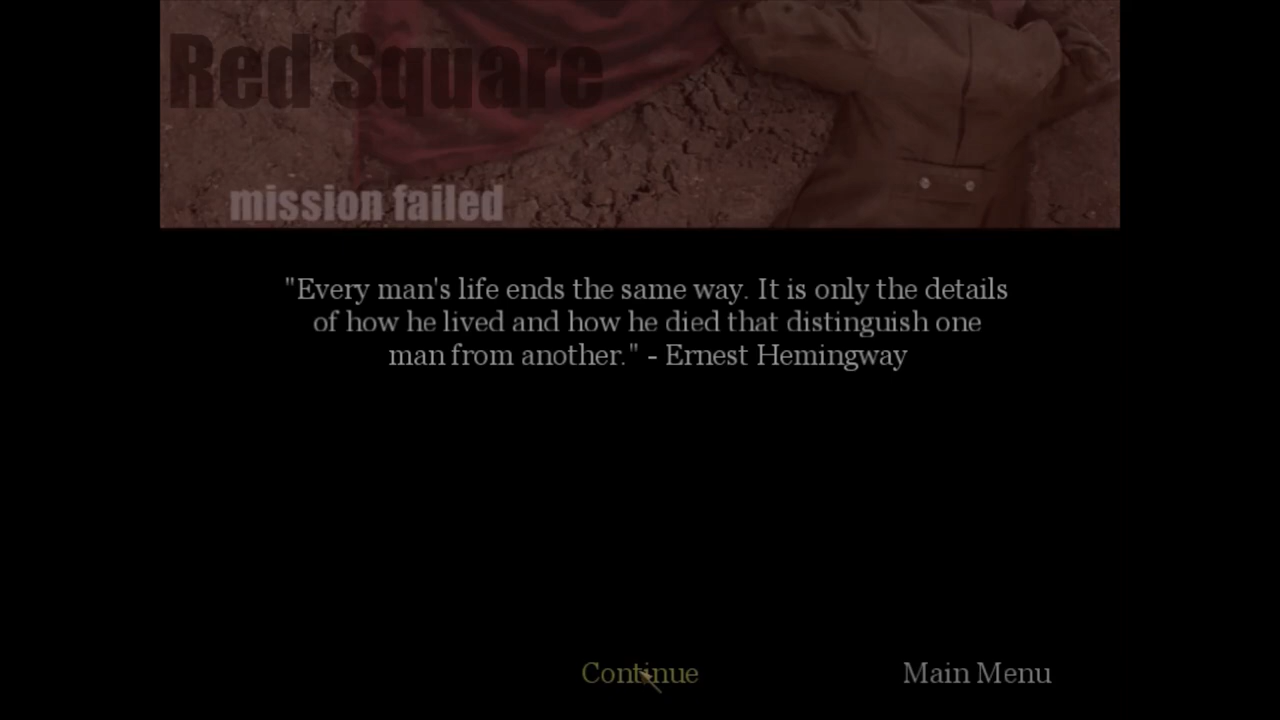 Red Square
mission failed
"Every man's life ends the same way. It is only the details
of how he lived and how he died that distinguish one
man from another." - Ernest Hemingway
Continue
Main Menu